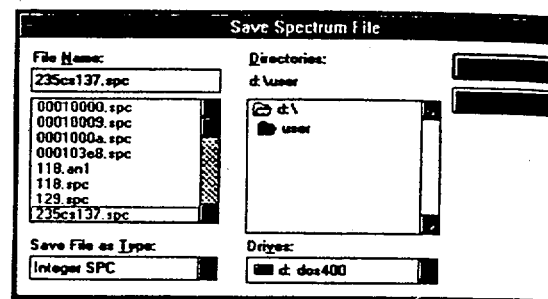 Save Spectrum File
File Name:
235cs137.spc
00010000.spc
00010009.spc
0001000a.spc
000103e8.spc
118.an1
118.spc
129.spc
235cs137.spc
Save File as Type:
Integer SPC
Directories:
d:\user
d:\
user
Drives:
d: dos400